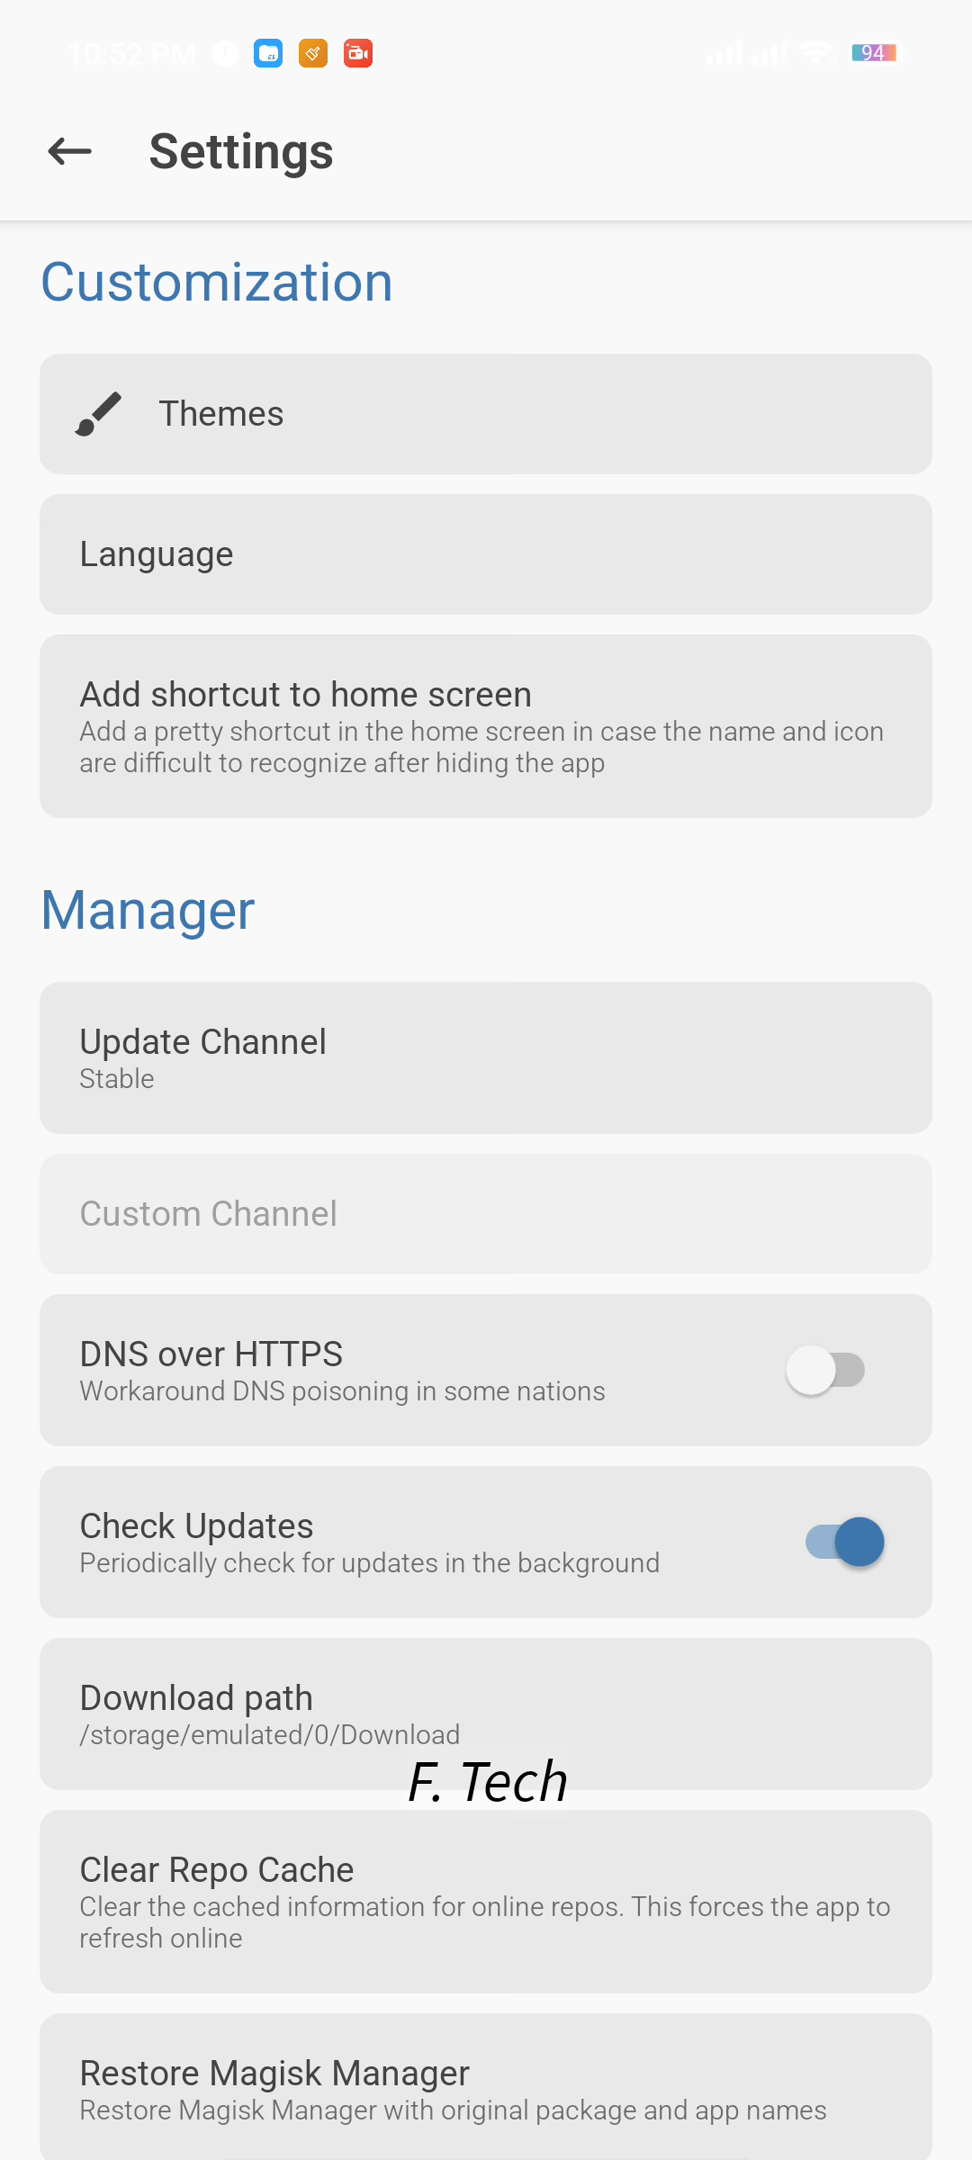 10:52 PM
94
Settings
Customization
Themes
Language
Add shortcut to home screen
Add a pretty shortcut in the home screen in case the name and icon
are difficult to recognize after hiding the app
Manager
Update Channel
Stable
Custom Channel
DNS over HTTPS
Workaround DNS poisoning in some nations
Check Updates
Periodically check for updates in the background
Download path
/storage/emulated/0/Download
F. Tech
Clear Repo Cache
Clear the cached information for online repos. This forces the app to
refresh online
Restore Magisk Manager
Restore Magisk Manager with original package and app names